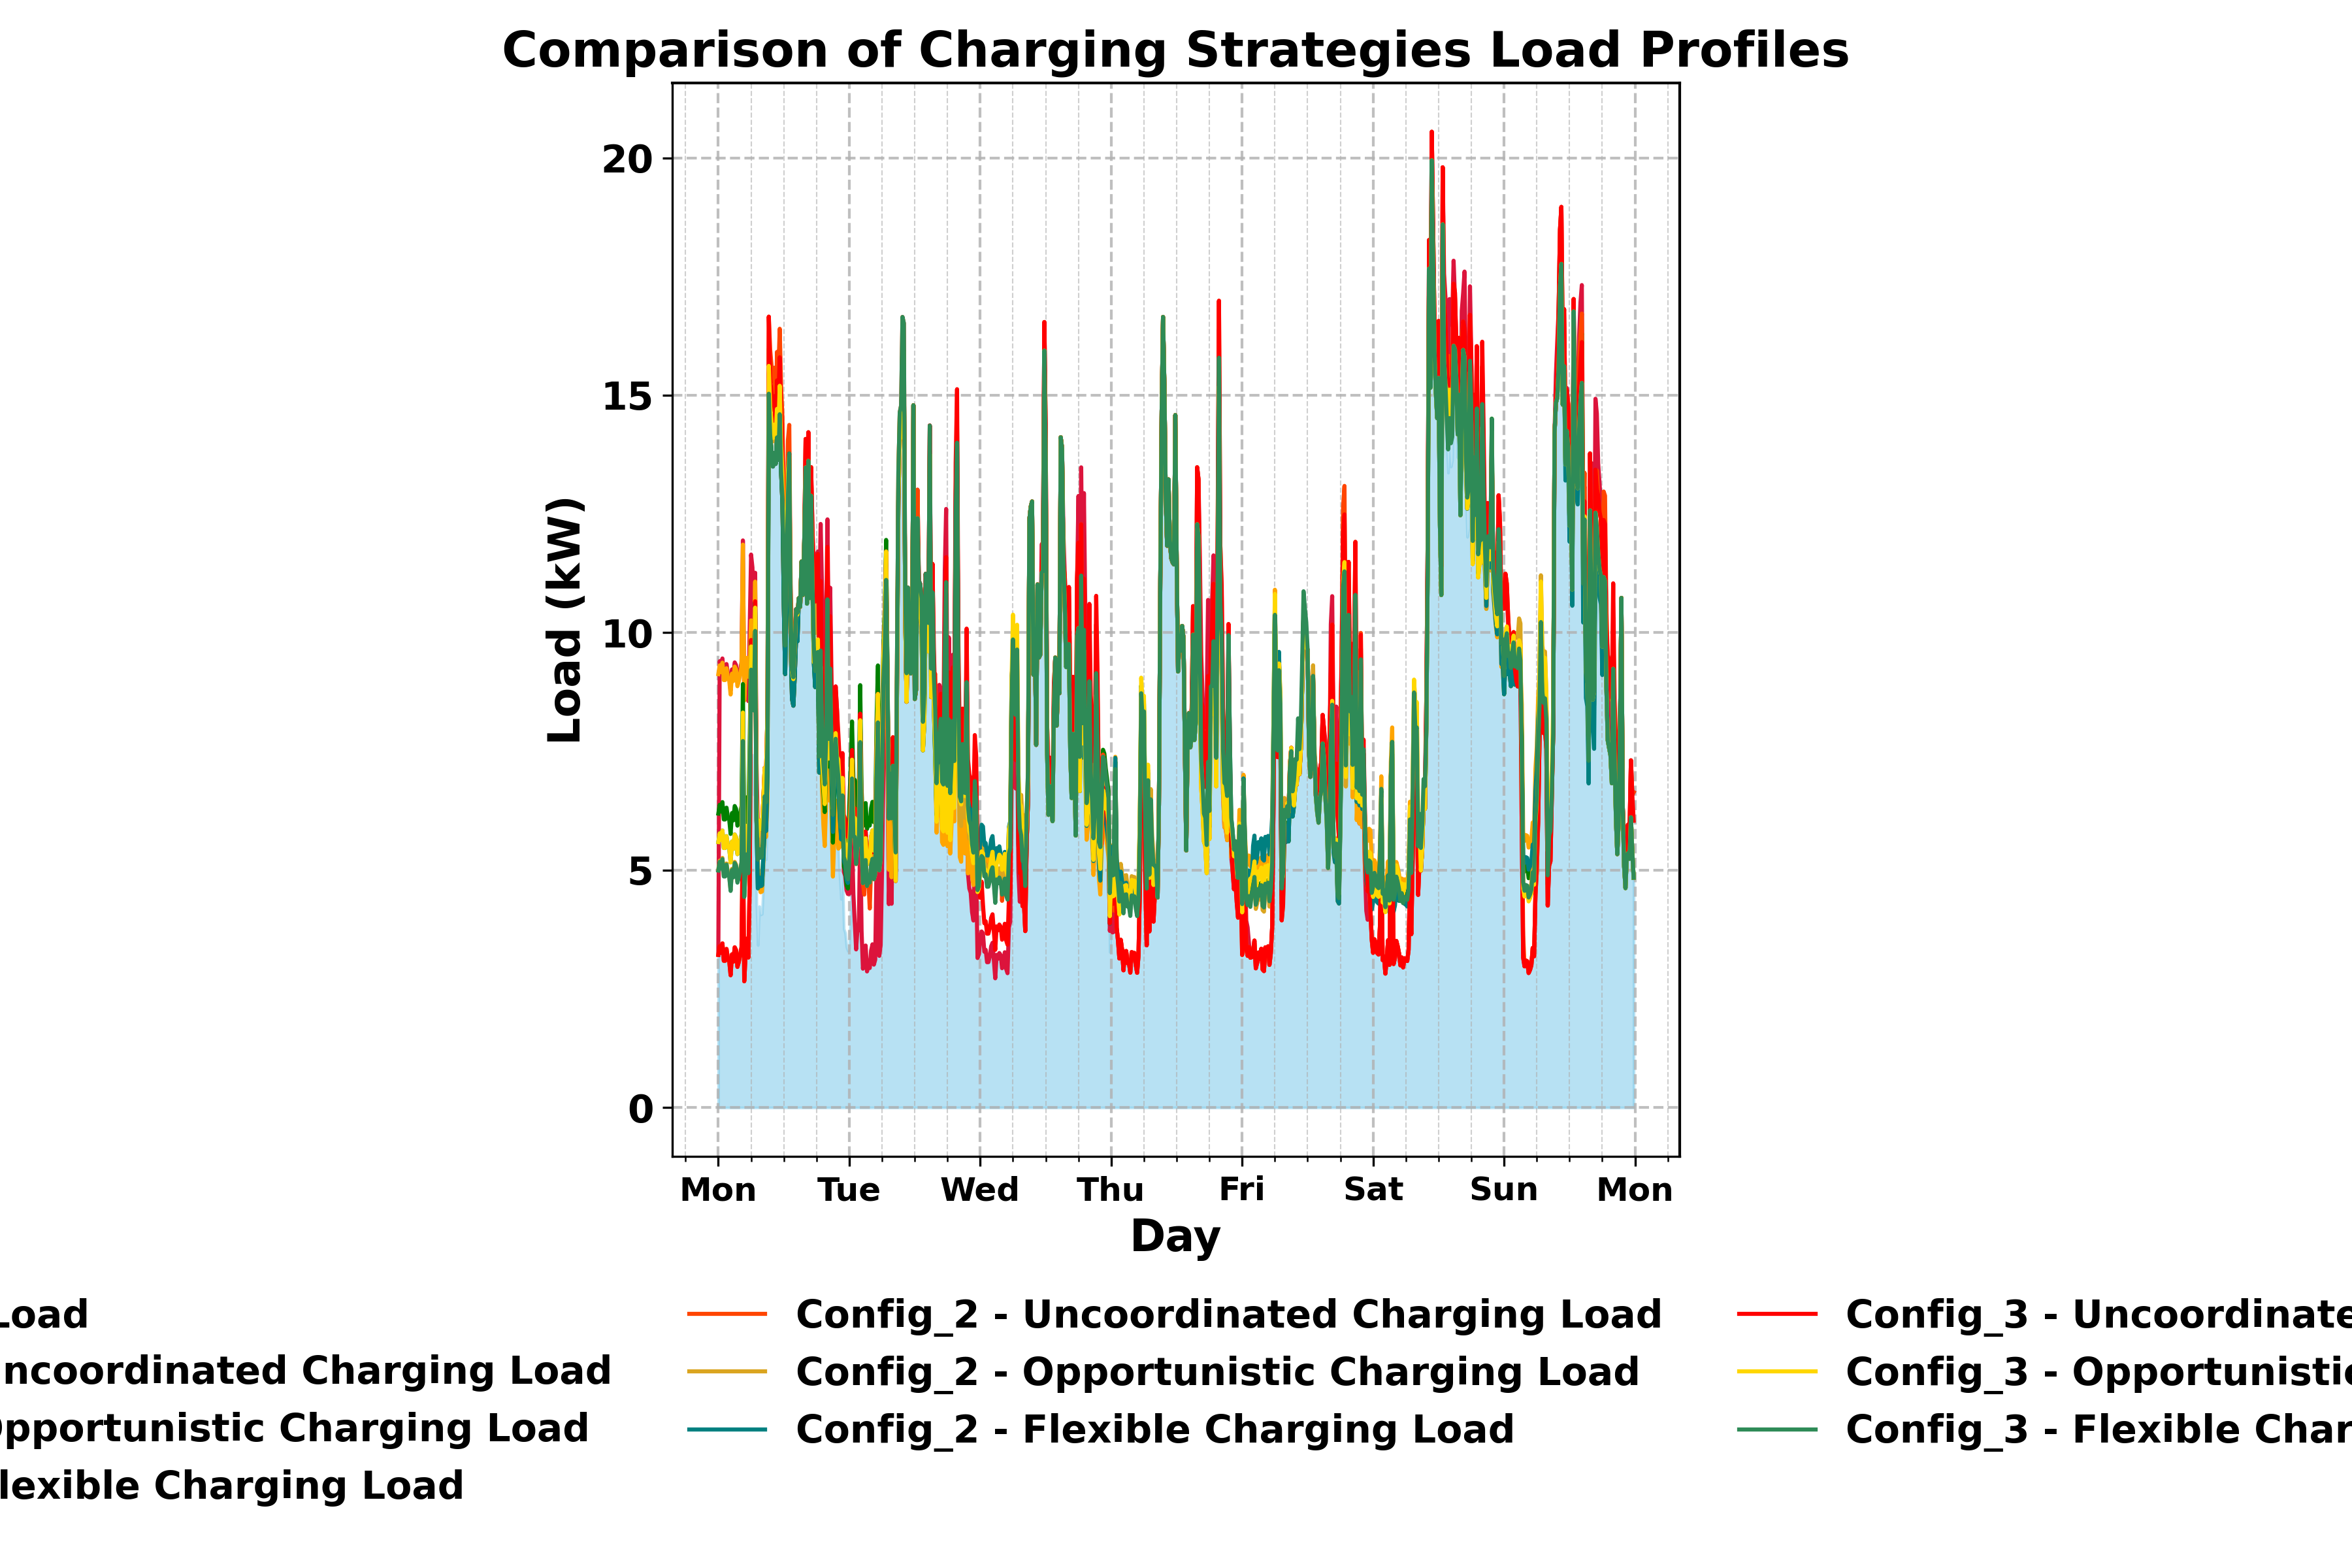 Comparison of Charging Strategies Load Profiles
Load (kW)
20
15
10
5
0
Mon Tue Wed Thu Fri Sat Sun Mon
Day
Load
ncoordinated Charging Load
Opportunistic Charging Load
lexible Charging Load
Config_2 - Uncoordinated Charging Load
Config_2 - Opportunistic Charging Load
Config_2 - Flexible Charging Load
Config_3 - Uncoordinate
Config_3 - Opportunistic
Config_3 - Flexible Char